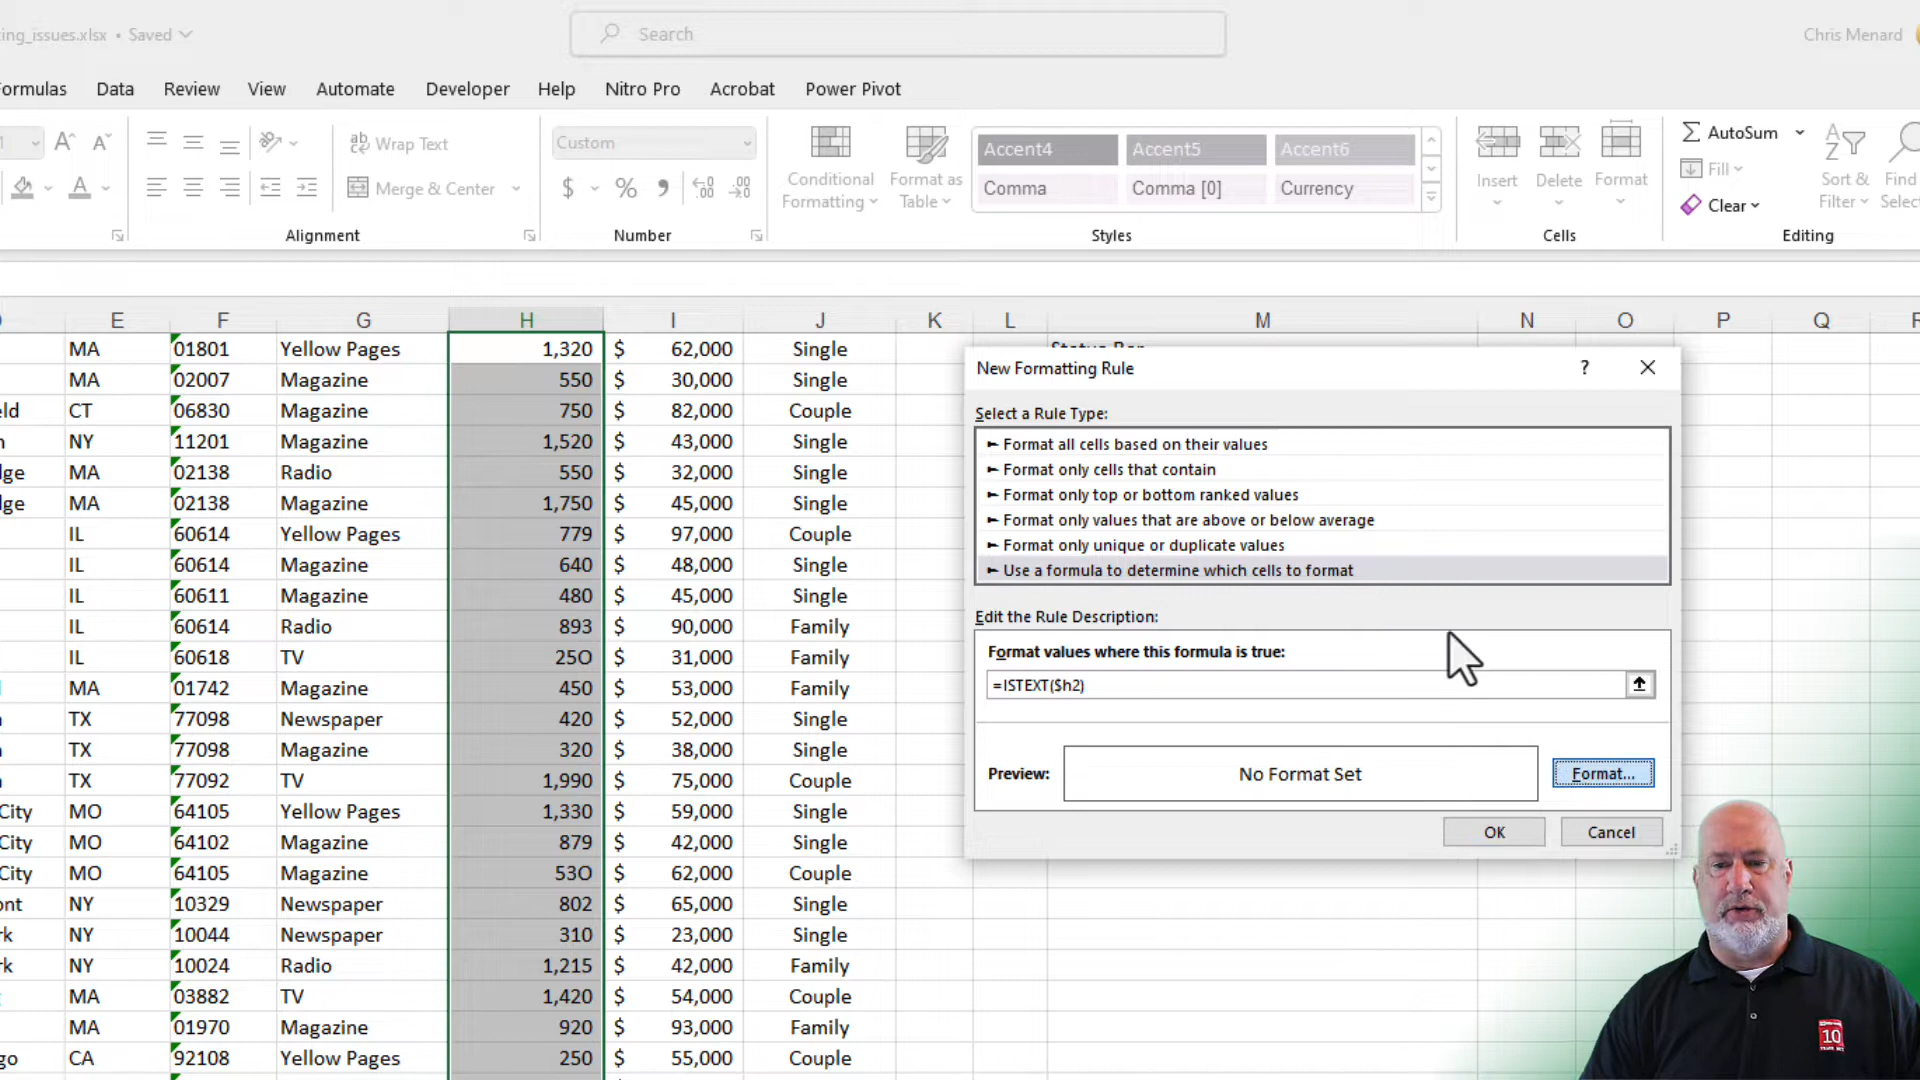 ing_issues.xlsx • Saved
Search
Chris Menard
Formulas Data Review View Automate Developer Help Nitro Pro Acrobat Power Pivot
Wrap Text
Merge & Center
Alignment
Custom
$ %
Number
Conditional Formatting
Format as Table
Accent4 Accent5 Accent6
Comma Comma [0] Currency
Styles
Insert Delete Format
Cells
AutoSum
Fill
Clear
Sort & Filter
Find
Selec
Editing
E F G H I J K L M N O P Q
MA 01801 Yellow Pages 1,320 $ 62,000 Single
MA 02007 Magazine 550 $ 30,000 Single
eld CT 06830 Magazine 750 $ 82,000 Couple
n NY 11201 Magazine 1,520 $ 43,000 Single
dge MA 02138 Radio 550 $ 32,000 Single
dge MA 02138 Magazine 1,750 $ 45,000 Single
IL 60614 Yellow Pages 779 $ 97,000 Couple
IL 60614 Magazine 640 $ 48,000 Single
IL 60611 Magazine 480 $ 45,000 Single
IL 60614 Radio 893 $ 90,000 Family
IL 60618 TV 25O $ 31,000 Family
MA 01742 Magazine 450 $ 53,000 Family
TX 77098 Newspaper 420 $ 52,000 Single
TX 77098 Magazine 320 $ 38,000 Single
TX 77092 TV 1,990 $ 75,000 Couple
City MO 64105 Yellow Pages 1,330 $ 59,000 Single
City MO 64102 Magazine 879 $ 42,000 Single
City MO 64105 Magazine 53O $ 62,000 Couple
ont NY 10329 Newspaper 802 $ 65,000 Single
rk NY 10044 Newspaper 310 $ 23,000 Single
rk NY 10024 Radio 1,215 $ 42,000 Family
MA 03882 TV 1,420 $ 54,000 Couple
MA 01970 Magazine 920 $ 93,000 Family
go CA 92108 Yellow Pages 250 $ 55,000 Couple
Status Bar
New Formatting Rule ?
Select a Rule Type:
► Format all cells based on their values
► Format only cells that contain
► Format only top or bottom ranked values
► Format only values that are above or below average
► Format only unique or duplicate values
► Use a formula to determine which cells to format
Edit the Rule Description:
Format values where this formula is true:
=ISTEXT($h2)
Preview: No Format Set Format...
OK Cancel
10